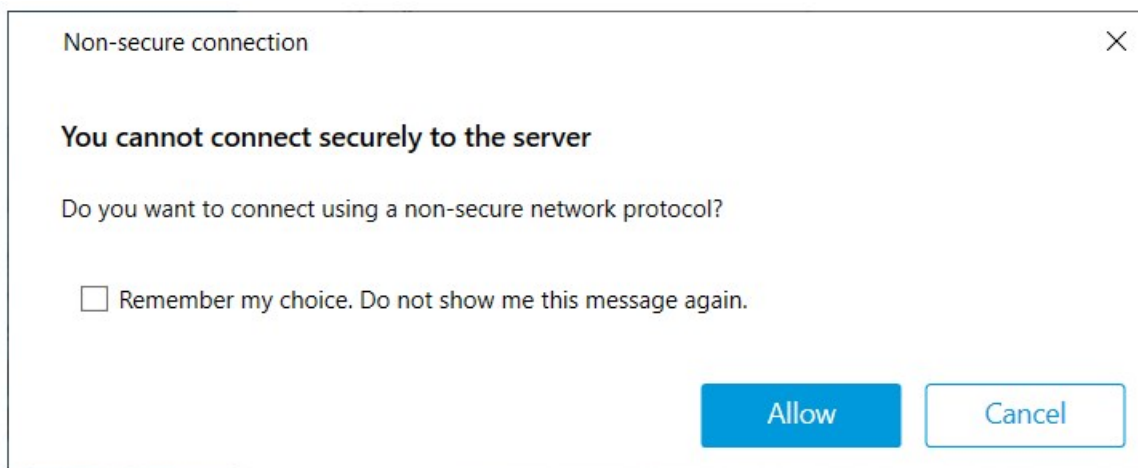 Non-secure connection
You cannot connect securely to the server
Do you want to connect using a non-secure network protocol?
Remember my choice. Do not show me this message again.
Allow
Cancel